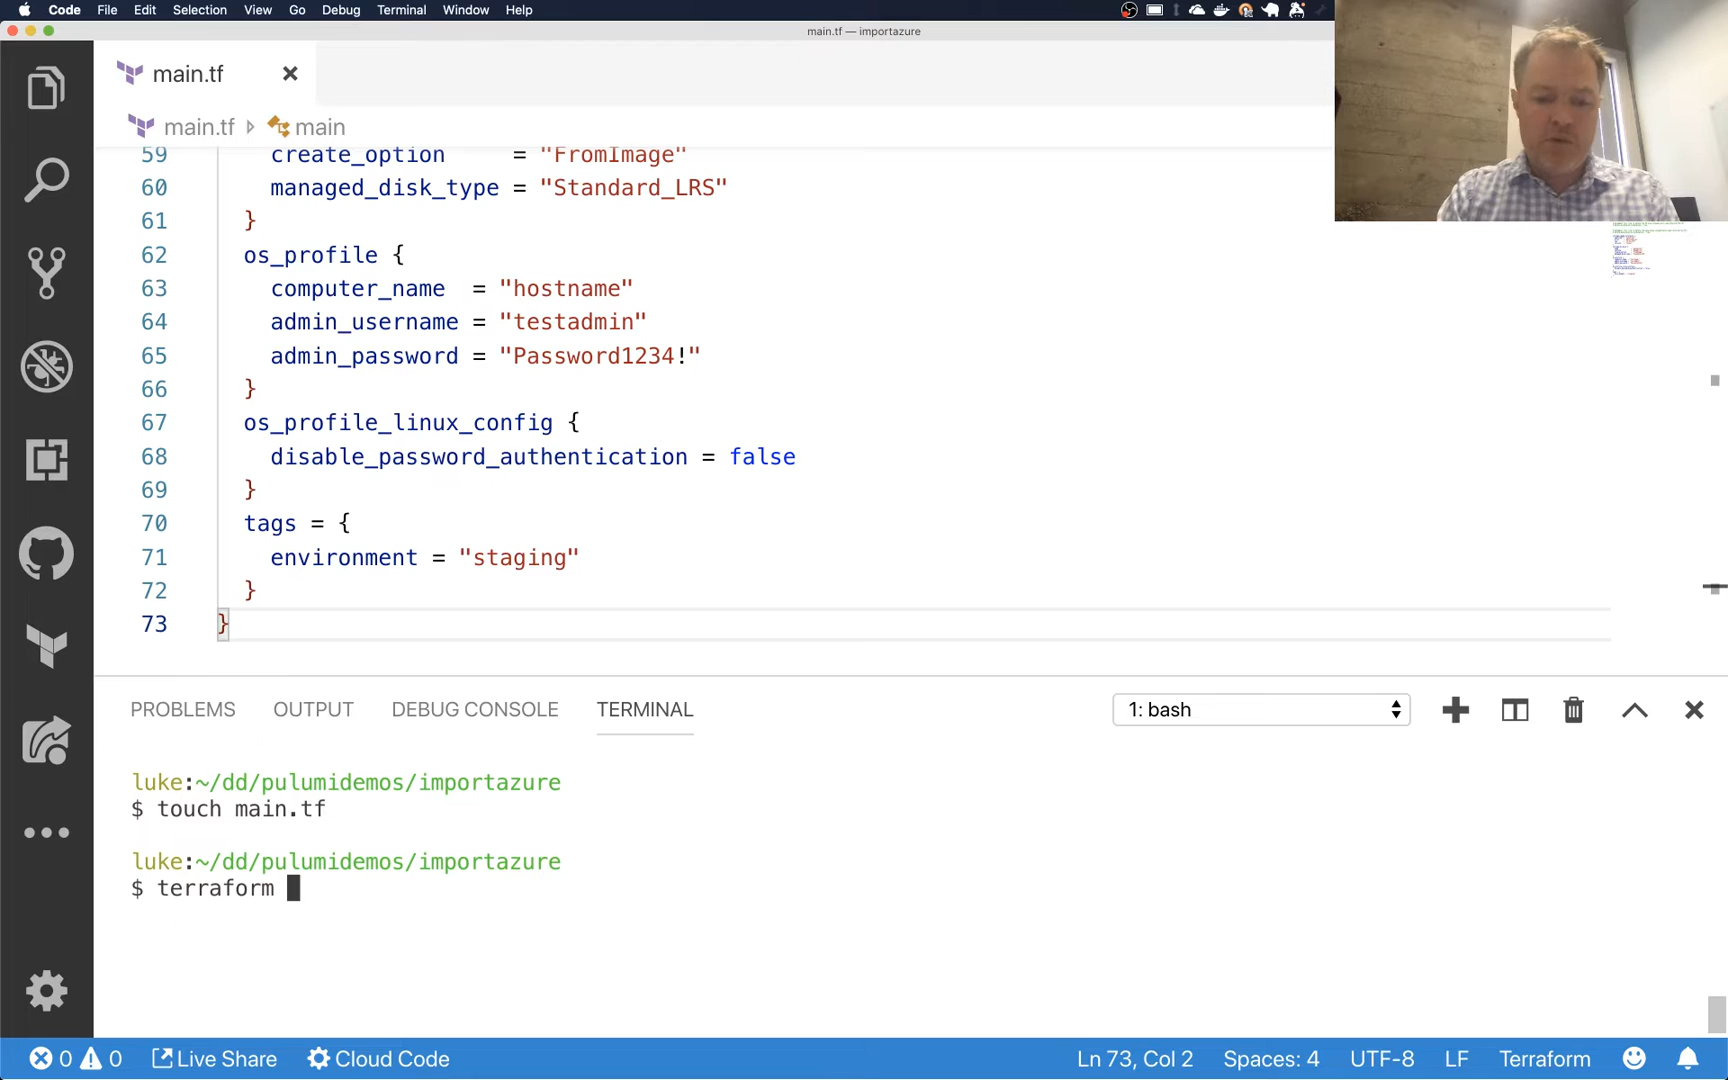 Code File Edit Selection View Go Debug Terminal Window Help
main.tf — importazure
main.tf
main.tf main
59 create_option = "FromImage"
60 managed_disk_type = "Standard_LRS"
61 }
62 os_profile {
63 computer_name = "hostname"
64 admin_username = "testadmin"
65 admin_password = "Password1234!"
66 }
67 os_profile_linux_config {
68 disable_password_authentication = false
69 }
70 tags = {
71 environment = "staging"
72 }
73 }
PROBLEMS OUTPUT DEBUG CONSOLE TERMINAL 1: bash
luke:~/dd/pulumidemos/importazure
$ touch main.tf
luke:~/dd/pulumidemos/importazure
$ terraform
0 0 Live Share Cloud Code Ln 73, Col 2 Spaces: 4 UTF-8 LF Terraform